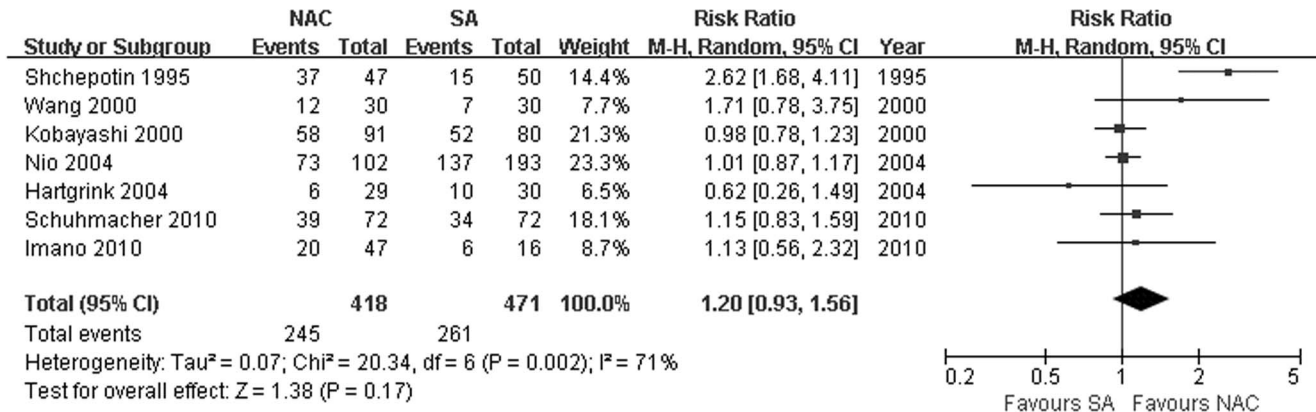 NAC SA Risk Ratio Risk Ratio
Study or Subgroup Events Total Events Total Weight M-H, Random, 95% CI Year M-H, Random, 95% CI
Shchepotin 1995 37 47 15 50 14.4% 2.62 [1.68, 4.11] 1995
Wang 2000 12 30 7 30 7.7% 1.71 [0.78, 3.75] 2000
Kobayashi 2000 58 91 52 80 21.3% 0.98 [0.78, 1.23] 2000
Nio 2004 73 102 137 193 23.3% 1.01 [0.87, 1.17] 2004
Hartgrink 2004 6 29 10 30 6.5% 0.62 [0.26, 1.49] 2004
Schuhmacher 2010 39 72 34 72 18.1% 1.15 [0.83, 1.59] 2010
Imano 2010 20 47 6 16 8.7% 1.13 [0.56, 2.32] 2010
Total (95% CI) 418 471 100.0% 1.20 [0.93, 1.56]
Total events 245 261
Heterogeneity: Tau² = 0.07; Chi² = 20.34, df = 6 (P = 0.002); I² = 71%
Test for overall effect: Z = 1.38 (P = 0.17)
0.2 0.5 1 2 5
Favours SA Favours NAC